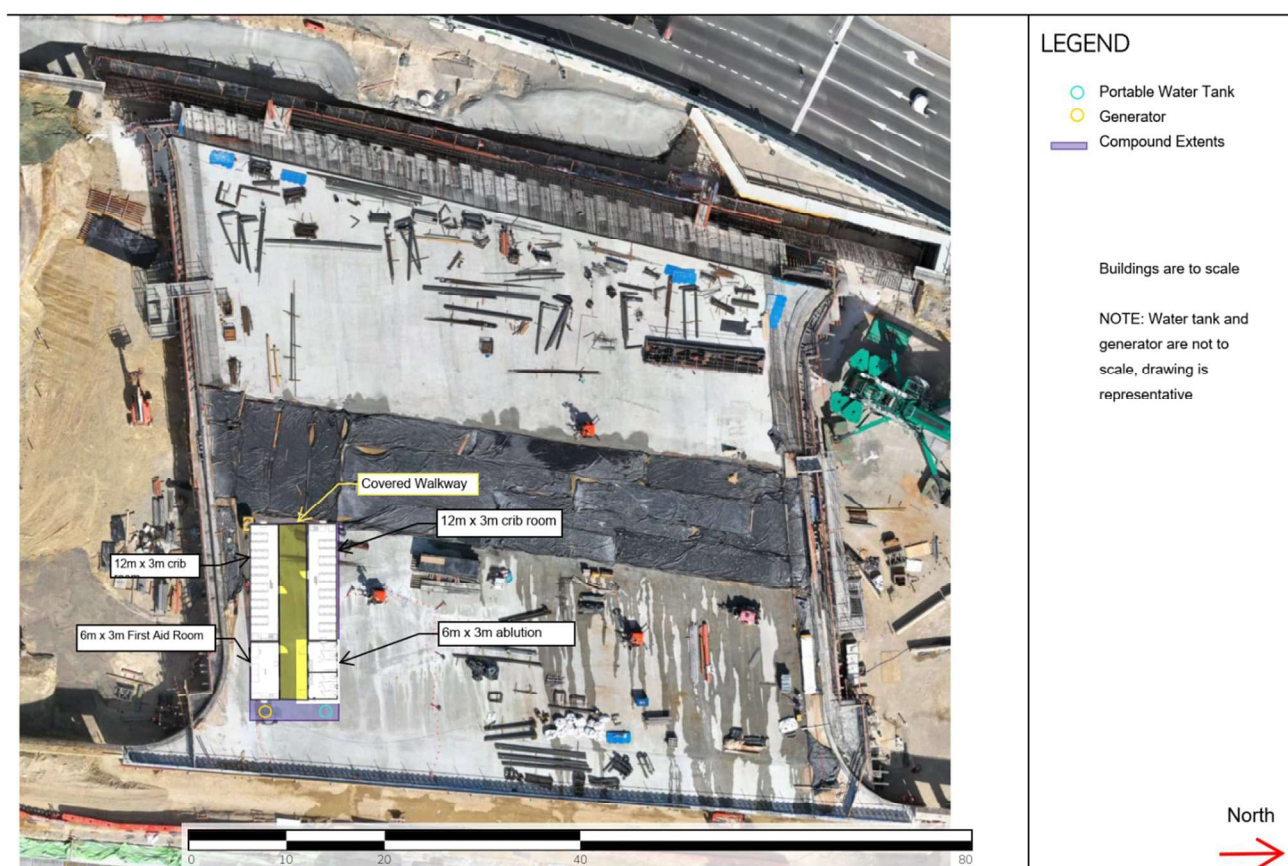 LEGEND
Portable Water Tank
Generator
Compound Extents
Buildings are to scale
NOTE: Water tank and
generator are not to
scale, drawing is
representative
Covered Walkway
12m x 3m crib room
12m x 3m crib
6m x 3m First Aid Room
6m x 3m ablution
0 10 20 40 80
North